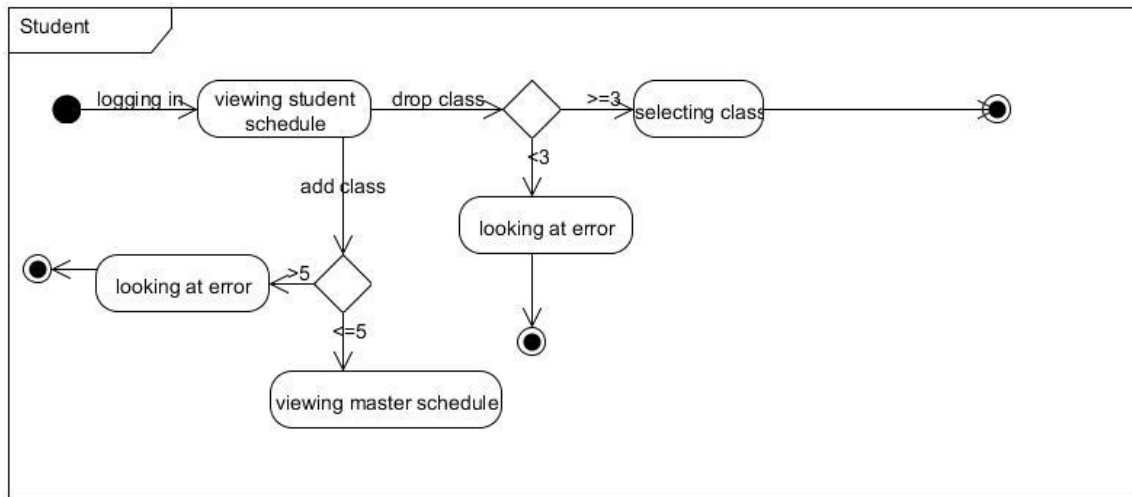 Student
logging in
viewing student
schedule
drop class
>=3
selecting class
<3
add class
looking at error
>5
looking at error
<=5
viewing master schedule